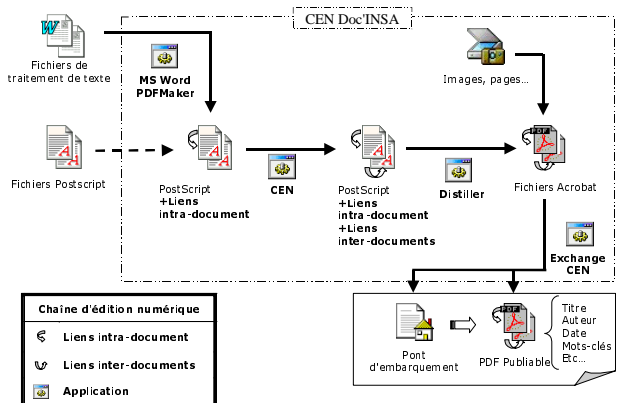 CEN Doc'INSA
Fichiers de
traitement de texte
MS Word
PDFMaker
Images, pages...
Fichiers Postscript
PostScript
+Liens
intra-document
CEN
PostScript
+Liens
intra-document
+Liens
inter-documents
Distiller
Fichiers Acrobat
Exchange
CEN
Chaîne d'édition numérique
Liens intra-document
Liens inter-documents
Application
Pont
d'embarquement
PDF Publiable
Titre
Auteur
Date
Mots-clés
Etc...